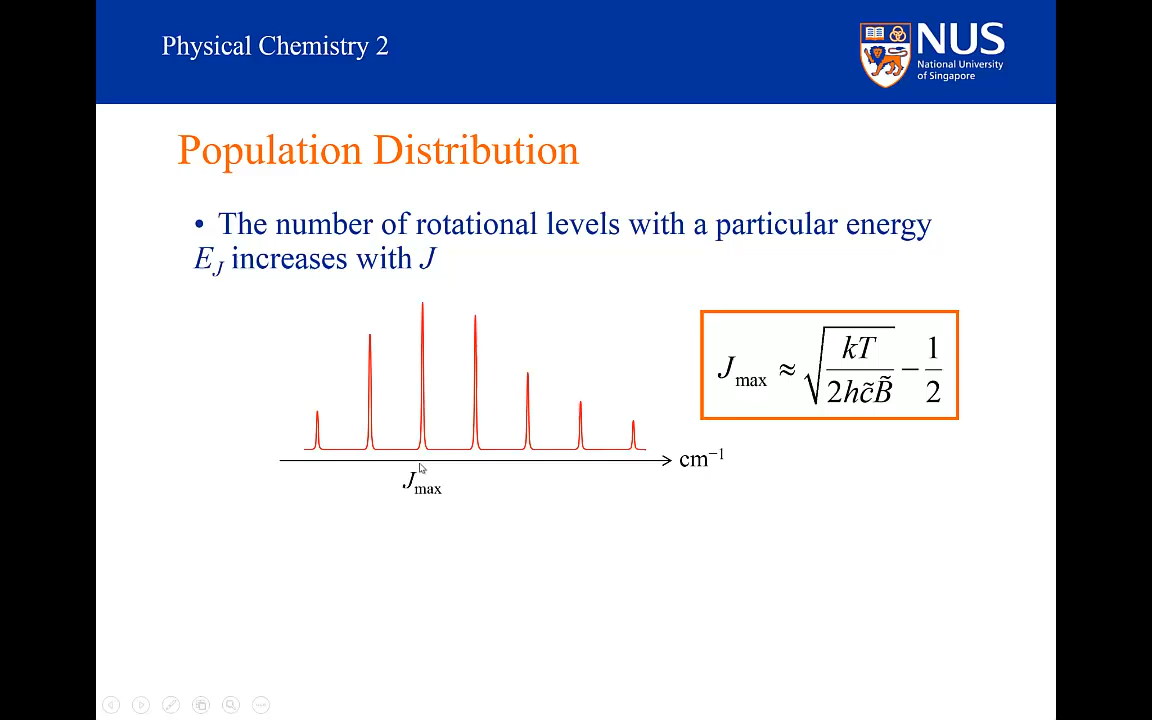 Physical Chemistry 2
NUS
National University
of Singapore
Population Distribution
• The number of rotational levels with a particular energy
E_J increases with J
J_max ≈ √(kT / 2hc̃B̃) − 1/2
cm⁻¹
J_max